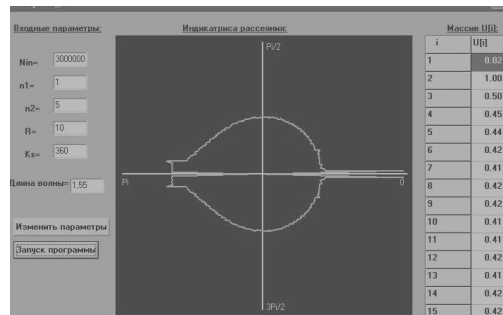 Входные параметры:
Nin= 3000000
n1= 1
n2= 5
R= 10
Ks= 360
Длина волны= 1,55
Изменить параметры
Запуск программы
Индикатриса рассеяния:
Pi/2
Pi
0
3Pi/2
Массив U[i]:
i U[i]
1 0.02
2 1.00
3 0.50
4 0.45
5 0.44
6 0.42
7 0.41
8 0.42
9 0.42
10 0.41
11 0.41
12 0.42
13 0.41
14 0.42
15 0.42